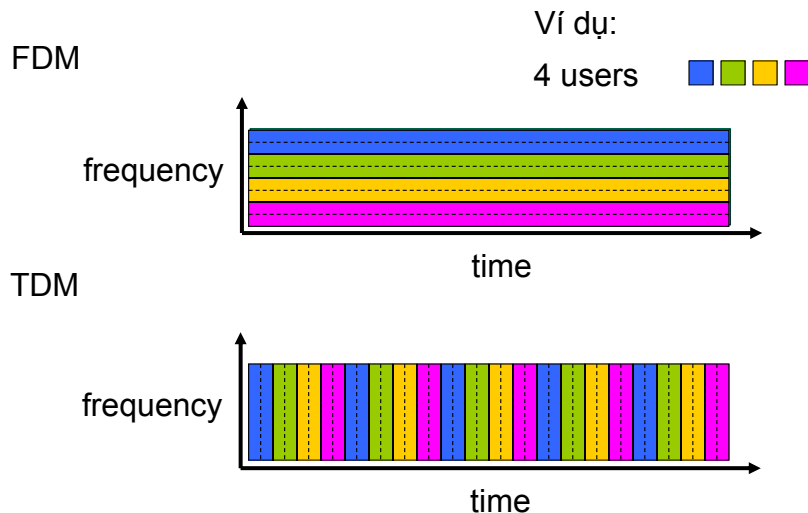 Ví dụ:
FDM
4 users
frequency
time
TDM
frequency
time